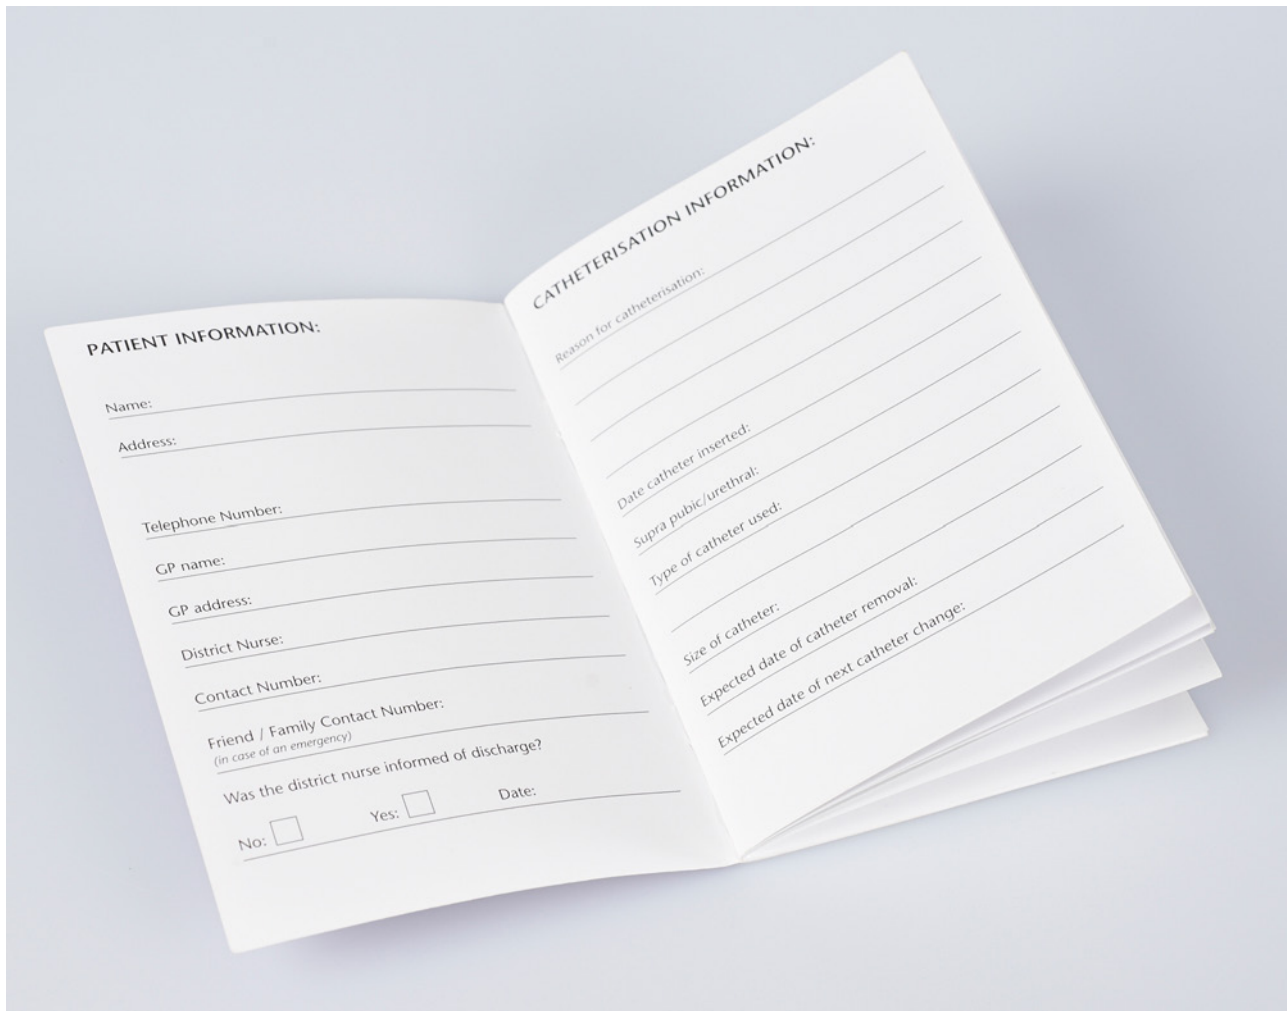 PATIENT INFORMATION:
Name:
Address:
Telephone Number:
GP name:
GP address:
District Nurse:
Contact Number:
Friend / Family Contact Number:
(in case of an emergency)
Was the district nurse informed of discharge?
No: Yes: Date:
CATHETERISATION INFORMATION:
Reason for catheterisation:
Date catheter inserted:
Supra pubic/urethral:
Type of catheter used:
Size of catheter:
Expected date of catheter removal:
Expected date of next catheter change: